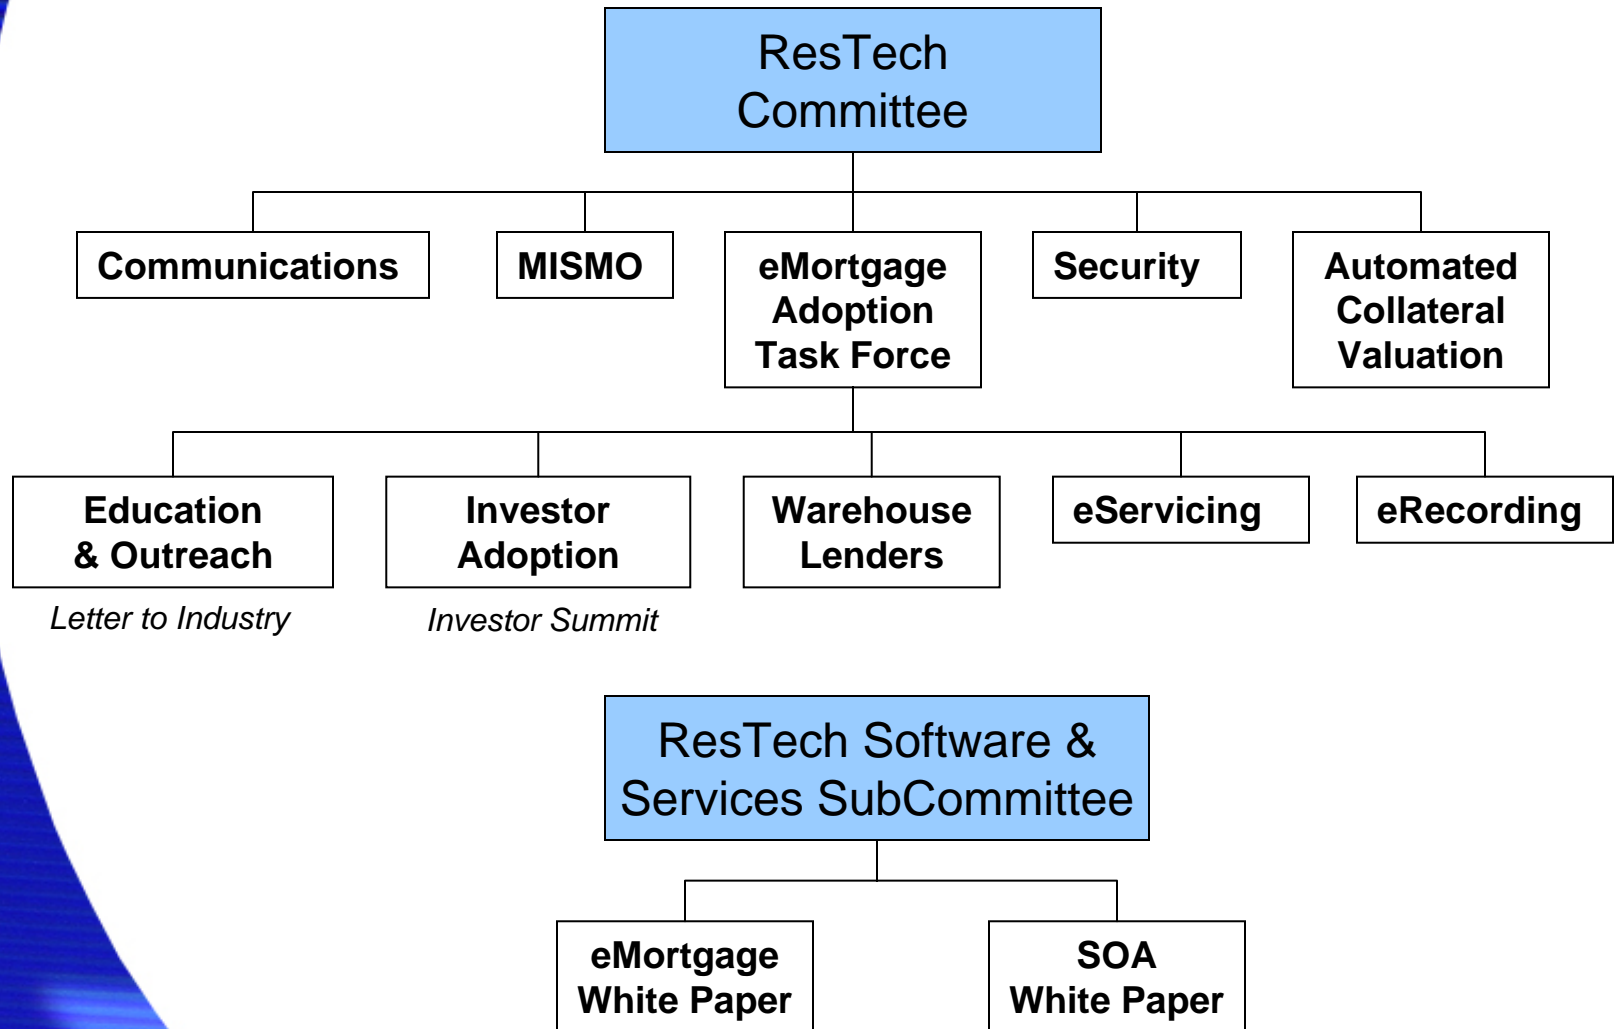 ResTech
Committee
Communications
MISMO
eMortgage
Adoption
Task Force
Security
Automated
Collateral
Valuation
Education
& Outreach
Investor
Adoption
Warehouse
Lenders
eServicing
eRecording
Letter to Industry
Investor Summit
ResTech Software &
Services SubCommittee
eMortgage
White Paper
SOA
White Paper